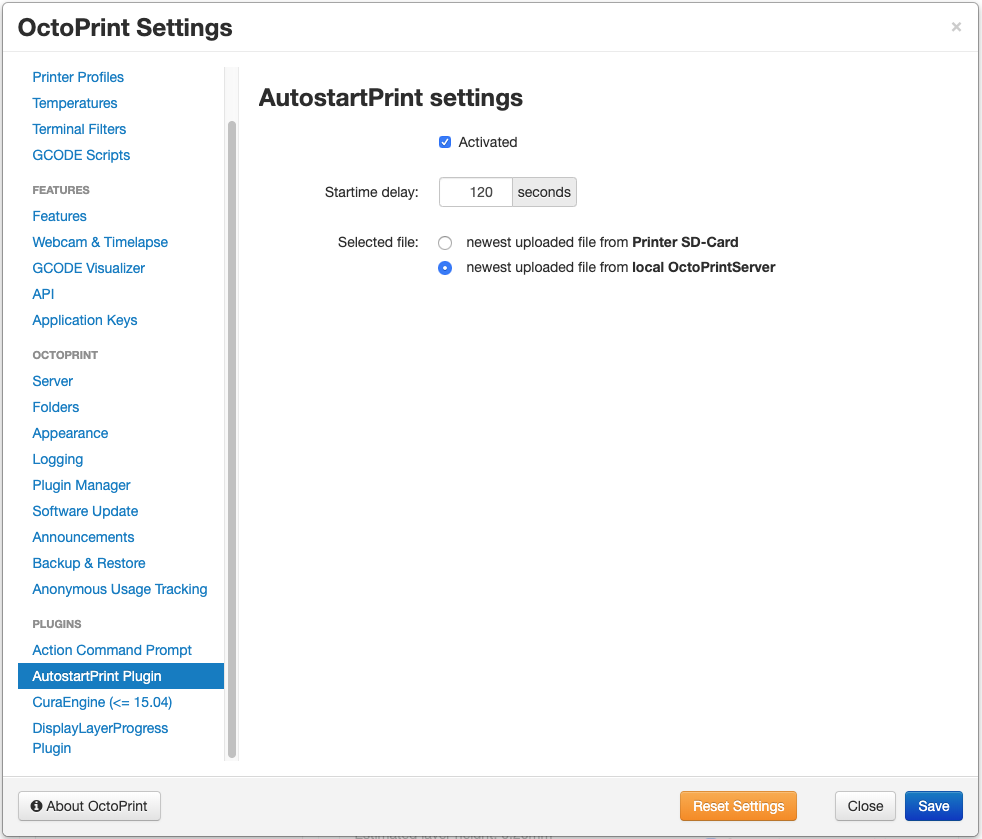 OctoPrint Settings
×
Printer Profiles
Temperatures
Terminal Filters
GCODE Scripts
FEATURES
Features
Webcam & Timelapse
GCODE Visualizer
API
Application Keys
OCTOPRINT
Server
Folders
Appearance
Logging
Plugin Manager
Software Update
Announcements
Backup & Restore
Anonymous Usage Tracking
PLUGINS
Action Command Prompt
AutostartPrint Plugin
CuraEngine (<= 15.04)
DisplayLayerProgress
Plugin
AutostartPrint settings
Activated
Startime delay: 120 seconds
Selected file: newest uploaded file from Printer SD-Card
newest uploaded file from local OctoPrintServer
About OctoPrint
Reset Settings
Close
Save